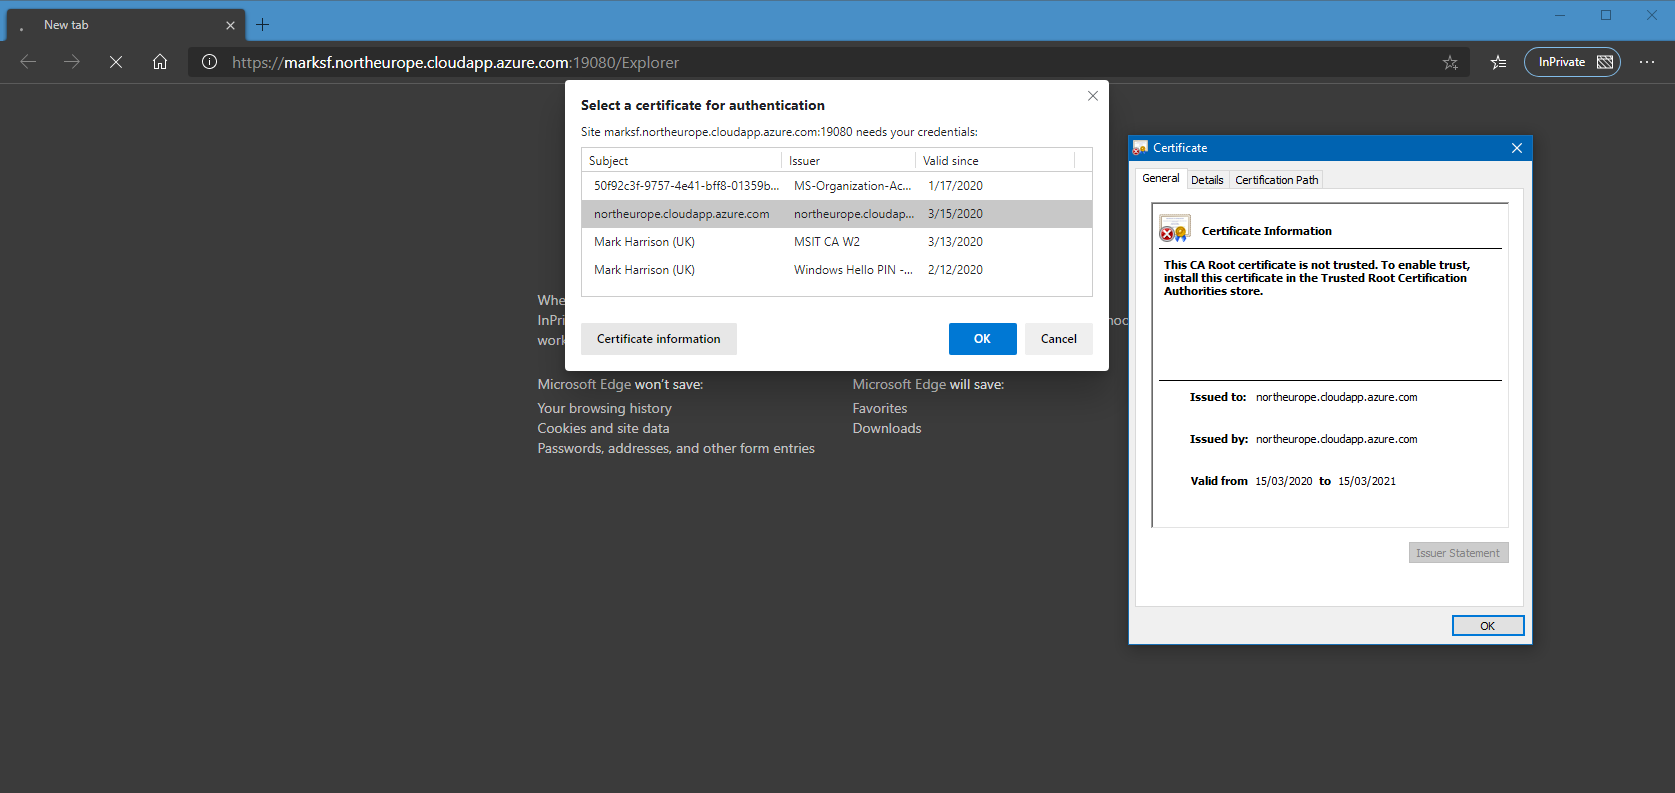 New tab
https://marksf.northeurope.cloudapp.azure.com:19080/Explorer
InPrivate
Select a certificate for authentication
Site marksf.northeurope.cloudapp.azure.com:19080 needs your credentials:
Subject Issuer Valid since
50f92c3f-9757-4e41-bff8-01359b... MS-Organization-Ac... 1/17/2020
northeurope.cloudapp.azure.com northeurope.cloudap... 3/15/2020
Mark Harrison (UK) MSIT CA W2 3/13/2020
Mark Harrison (UK) Windows Hello PIN -... 2/12/2020
Certificate information
OK
Cancel
Microsoft Edge won't save:
Your browsing history
Cookies and site data
Passwords, addresses, and other form entries
Microsoft Edge will save:
Favorites
Downloads
Certificate
General Details Certification Path
Certificate Information
This CA Root certificate is not trusted. To enable trust,
install this certificate in the Trusted Root Certification
Authorities store.
Issued to: northeurope.cloudapp.azure.com
Issued by: northeurope.cloudapp.azure.com
Valid from 15/03/2020 to 15/03/2021
Issuer Statement
OK